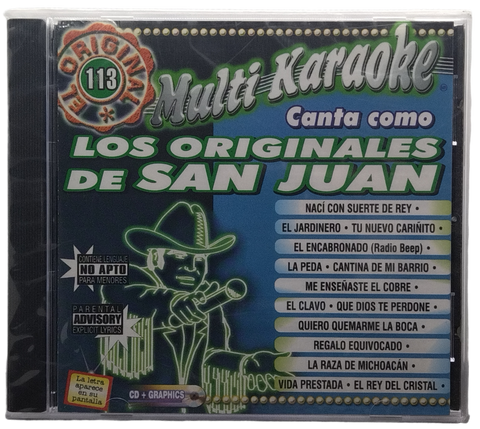 EL ORIGINAL
113
Multi Karaoke
Canta como
LOS ORIGINALES
DE SAN JUAN
NACÍ CON SUERTE DE REY •
EL JARDINERO • TU NUEVO CARIÑITO •
EL ENCABRONADO (Radio Beep) •
LA PEDA • CANTINA DE MI BARRIO •
ME ENSEÑASTE EL COBRE •
EL CLAVO • QUE DIOS TE PERDONE •
QUIERO QUEMARME LA BOCA •
REGALO EQUIVOCADO •
LA RAZA DE MICHOACÁN •
VIDA PRESTADA • EL REY DEL CRISTAL •
CONTIENE LENGUAJE
NO APTO
PARA MENORES
PARENTAL
ADVISORY
EXPLICIT LYRICS
La letra
aparece
en su
pantalla
CD + GRAPHICS